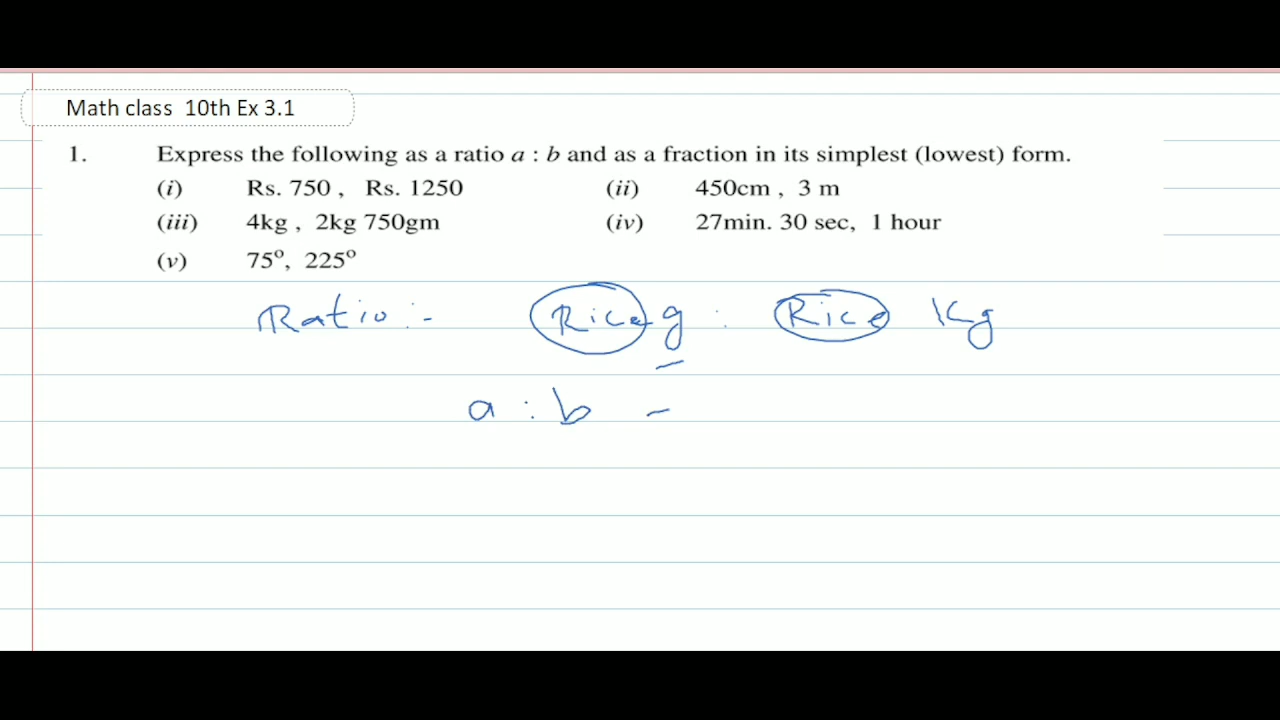 Math class 10th Ex 3.1
1. Express the following as a ratio a : b and as a fraction in its simplest (lowest) form.
(i) Rs. 750 , Rs. 1250 (ii) 450cm , 3 m
(iii) 4kg , 2kg 750gm (iv) 27min. 30 sec, 1 hour
(v) 75º, 225º
Ratio :- Rice g : Rice Kg
a : b -